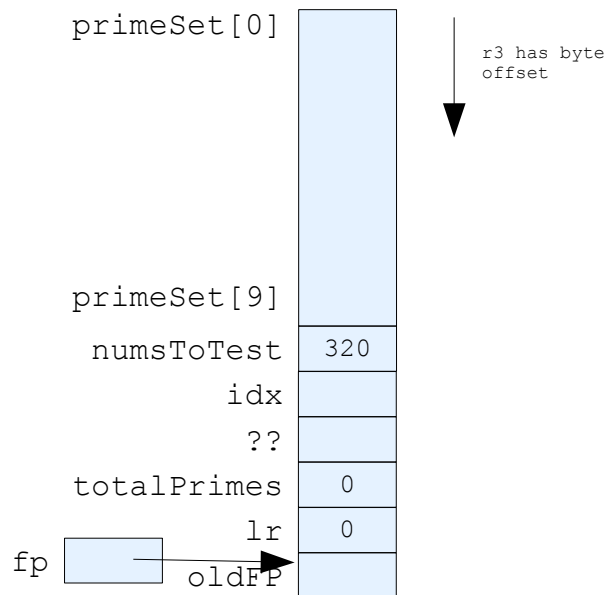 primeSet[0]
r3 has byte
offset
primeSet[9]
numsToTest 320
idx
??
totalPrimes 0
lr 0
fp
oldFP